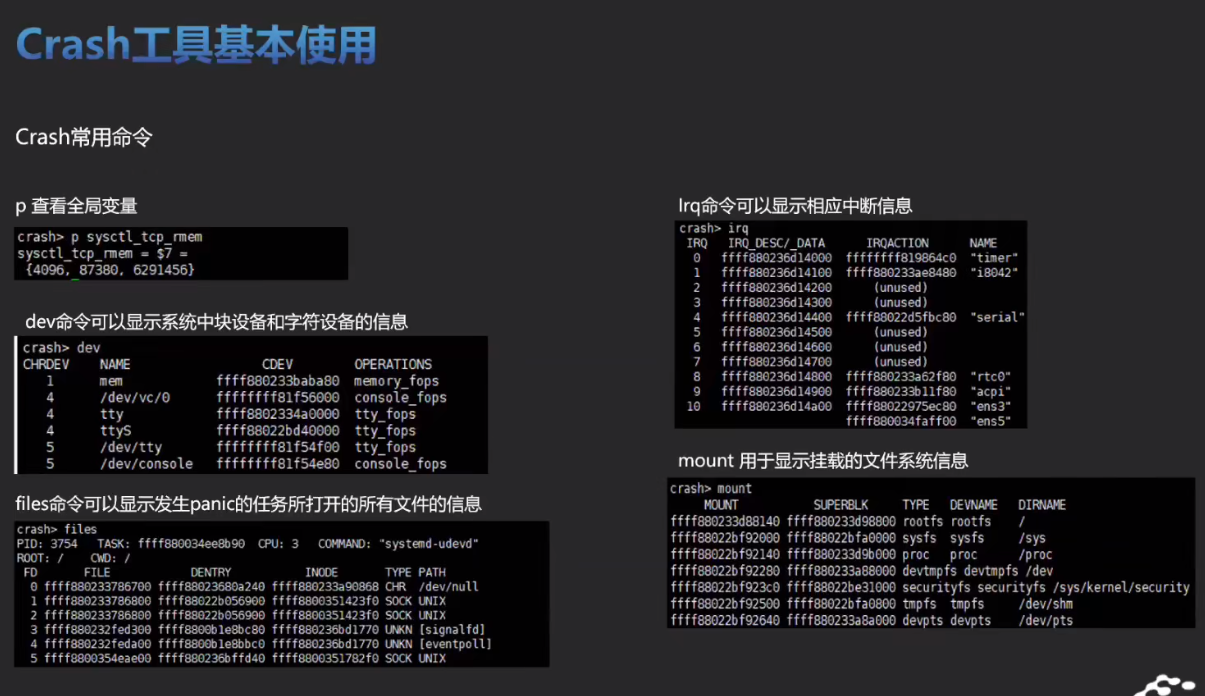 Crash工具基本使用
Crash常用命令
p 查看全局变量
crash> p sysctl_tcp_rmem
sysctl_tcp_rmem = $7 =
{4096, 87380, 6291456}
dev命令可以显示系统中块设备和字符设备的信息
crash> dev
CHRDEV NAME CDEV OPERATIONS
1 mem ffff880233baba80 memory_fops
4 /dev/vc/0 ffffffff81f56000 console_fops
4 tty ffff8802334a0000 tty_fops
4 ttyS ffff88022bd40000 tty_fops
5 /dev/tty ffffffff81f54f00 tty_fops
5 /dev/console ffffffff81f54e80 console_fops
files命令可以显示发生panic的任务所打开的所有文件的信息
crash> files
PID: 3754 TASK: ffff880034ee8b90 CPU: 3 COMMAND: "systemd-udevd"
ROOT: / CWD: /
FD FILE DENTRY INODE TYPE PATH
0 ffff880233786700 ffff88023680a240 ffff880233a90868 CHR /dev/null
1 ffff880233786800 ffff88022b056900 ffff8800351423f0 SOCK UNIX
2 ffff880233786800 ffff88022b056900 ffff8800351423f0 SOCK UNIX
3 ffff880232fed300 ffff8800b1e8bc80 ffff880236bd1770 UNKN [signalfd]
4 ffff880232feda00 ffff8800b1e8bbc0 ffff880236bd1770 UNKN [eventpoll]
5 ffff8800354eae00 ffff880236bffd40 ffff8800351782f0 SOCK UNIX
Irq命令可以显示相应中断信息
crash> irq
IRQ IRQ_DESC/_DATA IRQACTION NAME
0 ffff880236d14000 ffffffff819864c0 "timer"
1 ffff880236d14100 ffff880233ae8480 "i8042"
2 ffff880236d14200 (unused)
3 ffff880236d14300 (unused)
4 ffff880236d14400 ffff88022d5fbc80 "serial"
5 ffff880236d14500 (unused)
6 ffff880236d14600 (unused)
7 ffff880236d14700 (unused)
8 ffff880236d14800 ffff880233a62f80 "rtc0"
9 ffff880236d14900 ffff880233b11f80 "acpi"
10 ffff880236d14a00 ffff88022975ec80 "ens3"
ffff880034faff00 "ens5"
mount 用于显示挂载的文件系统信息
crash> mount
MOUNT SUPERBLK TYPE DEVNAME DIRNAME
ffff880233d88140 ffff880233d98800 rootfs rootfs /
ffff88022bf92000 ffff88022bfa0000 sysfs sysfs /sys
ffff88022bf92140 ffff880233d9b000 proc proc /proc
ffff88022bf92280 ffff880233a88000 devtmpfs devtmpfs /dev
ffff88022bf923c0 ffff88022be31000 securityfs securityfs /sys/kernel/security
ffff88022bf92500 ffff88022bfa0800 tmpfs tmpfs /dev/shm
ffff88022bf92640 ffff880233a8a000 devpts devpts /dev/pts